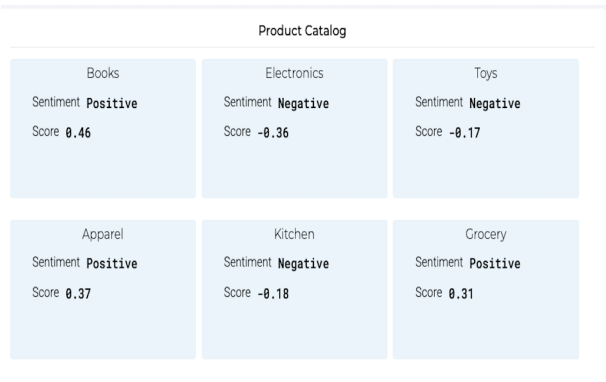 Product Catalog
Books
Sentiment Positive
Score 0.46
Electronics
Sentiment Negative
Score -0.36
Toys
Sentiment Negative
Score -0.17
Apparel
Sentiment Positive
Score 0.37
Kitchen
Sentiment Negative
Score -0.18
Grocery
Sentiment Positive
Score 0.31